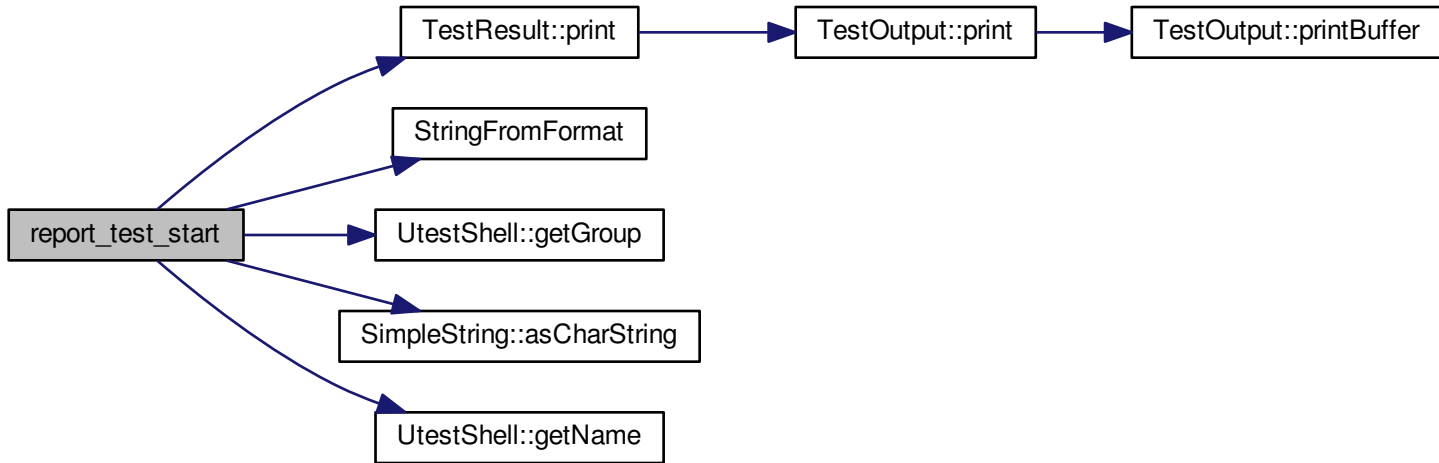 TestResult::print
TestOutput::print
TestOutput::printBuffer
StringFromFormat
report_test_start
UtestShell::getGroup
SimpleString::asCharString
UtestShell::getName